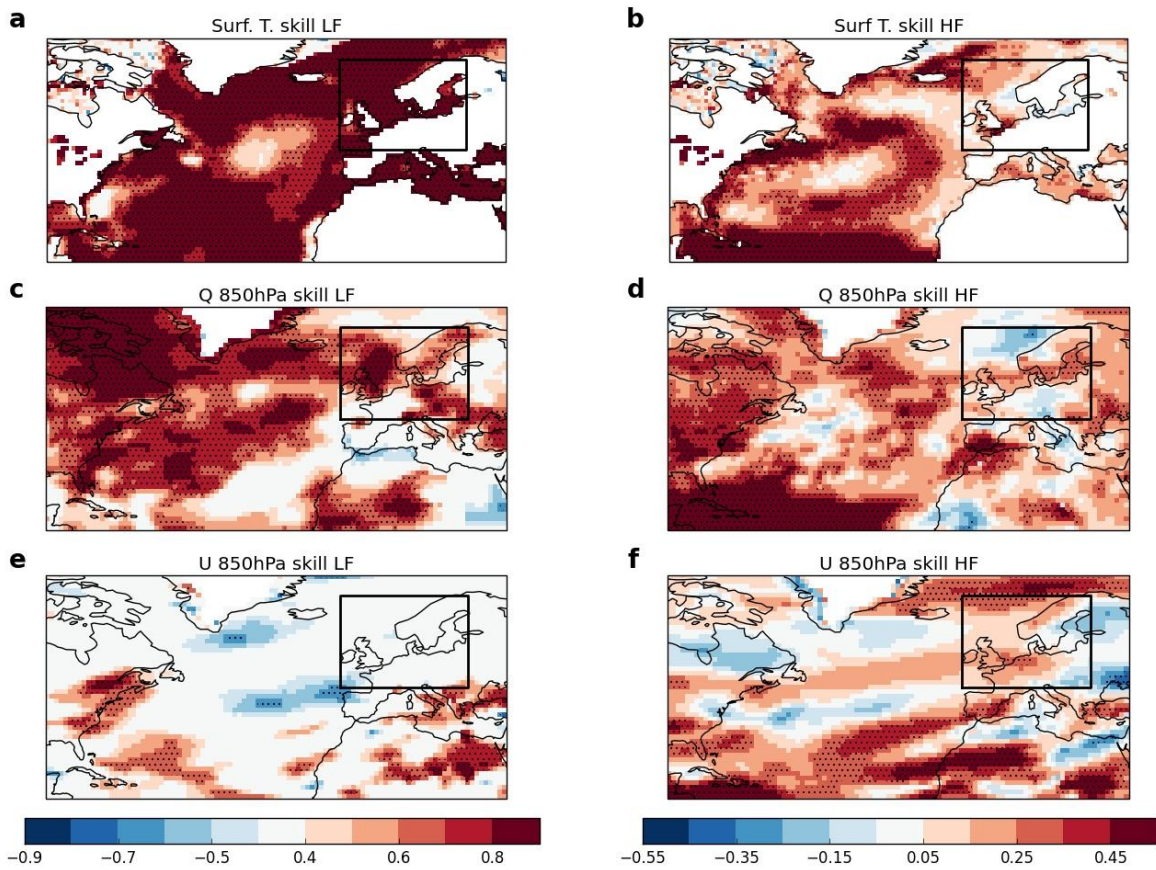 a
Surf. T. skill LF
b
Surf T. skill HF
c
Q 850hPa skill LF
d
Q 850hPa skill HF
e
U 850hPa skill LF
f
U 850hPa skill HF
−0.9 −0.7 −0.5 0.4 0.6 0.8
−0.55 −0.35 −0.15 0.05 0.25 0.45